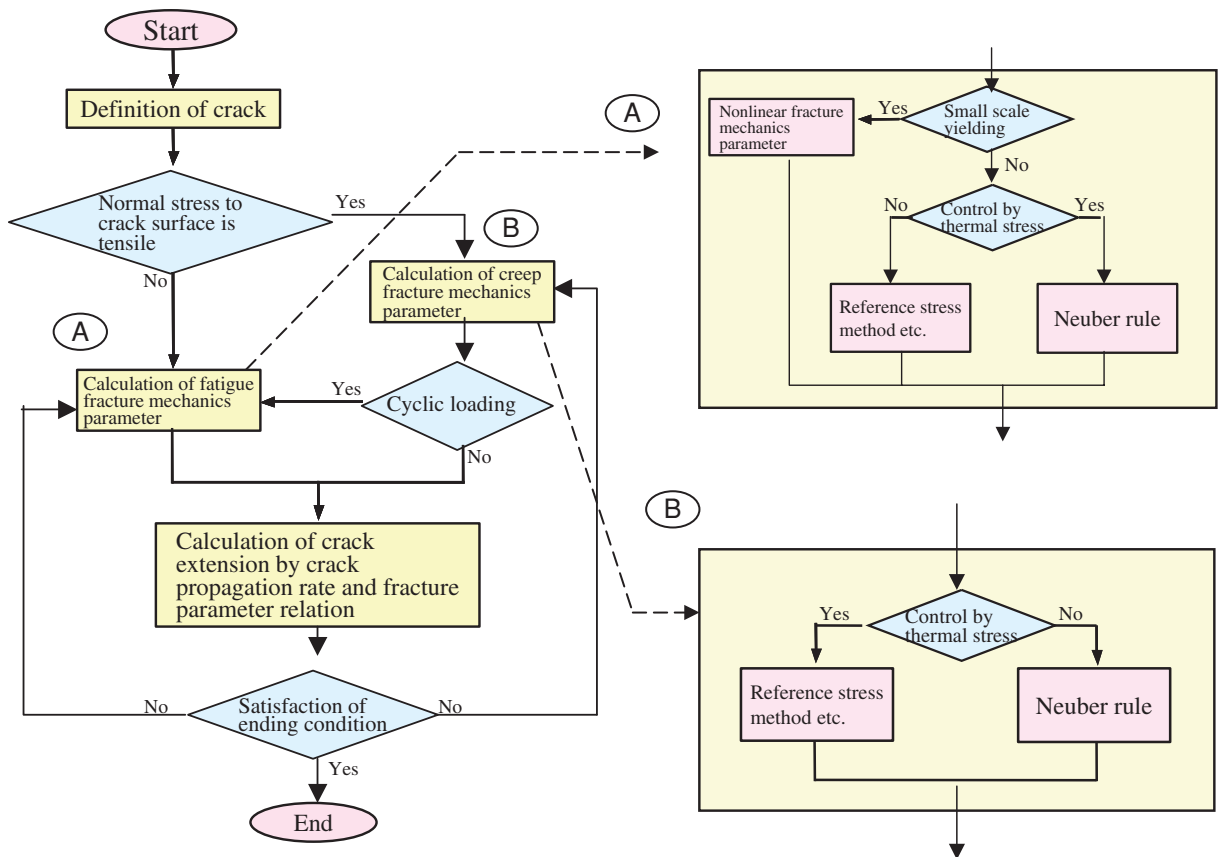 Start
Definition of crack
Normal stress to
crack surface is
tensile
Yes
No
B
Calculation of creep
fracture mechanics
parameter
A
Calculation of fatigue
fracture mechanics
parameter
Yes
Cyclic loading
No
Calculation of crack
extension by crack
propagation rate and fracture
parameter relation
No
Satisfaction of
ending condition
No
Yes
End
A
Nonlinear fracture
mechanics
parameter
Yes
Small scale
yielding
No
No
Control by
thermal stress
Yes
Reference stress
method etc.
Neuber rule
B
Yes
Control by
thermal stress
No
Reference stress
method etc.
Neuber rule